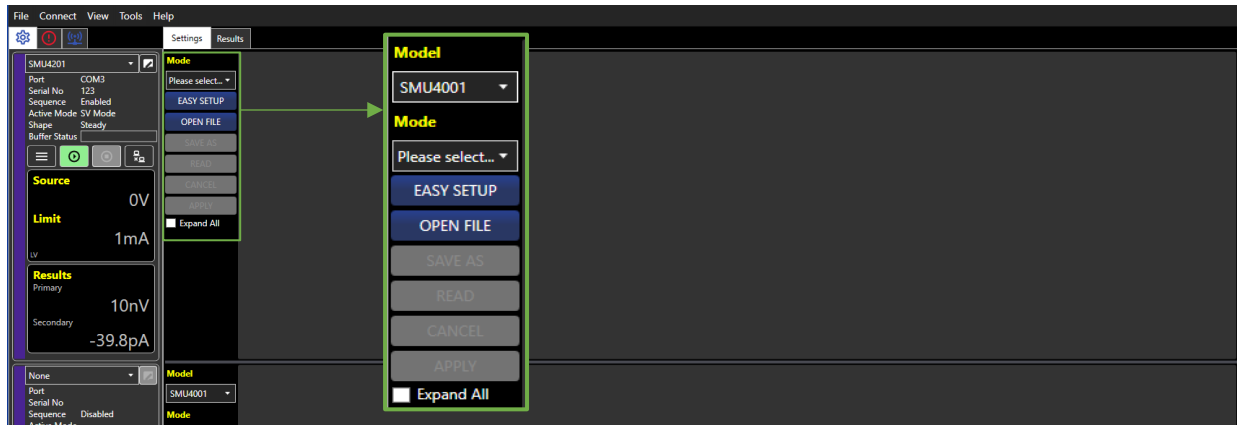 File Connect View Tools Help
Settings Results
SMU4201
Port COM3
Serial No 123
Sequence Enabled
Active Mode SV Mode
Shape Steady
Buffer Status
Source
0V
Limit
1mA
LV
Results
Primary
10nV
Secondary
-39.8pA
Mode
Please select...
EASY SETUP
OPEN FILE
SAVE AS
READ
CANCEL
APPLY
Expand All
Model
SMU4001
Mode
Please select...
EASY SETUP
OPEN FILE
SAVE AS
READ
CANCEL
APPLY
Expand All
None
Port
Serial No
Sequence Disabled
Active Mode
Model
SMU4001
Mode